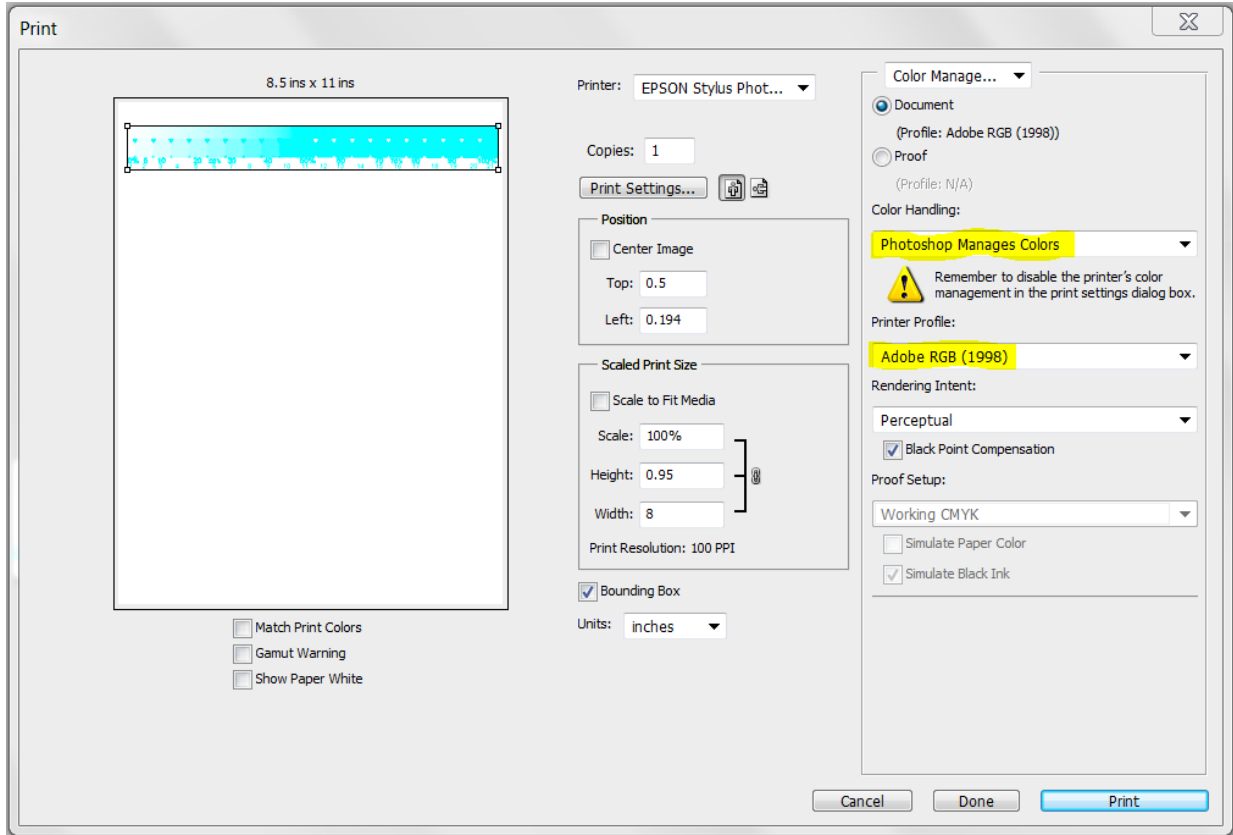 Print
8.5 ins x 11 ins
Match Print Colors
Gamut Warning
Show Paper White
Printer: EPSON Stylus Phot...
Copies: 1
Print Settings...
Position
Center Image
Top: 0.5
Left: 0.194
Scaled Print Size
Scale to Fit Media
Scale: 100%
Height: 0.95
Width: 8
Print Resolution: 100 PPI
Bounding Box
Units: inches
Color Manage...
Document
(Profile: Adobe RGB (1998))
Proof
(Profile: N/A)
Color Handling:
Photoshop Manages Colors
Remember to disable the printer's color
management in the print settings dialog box.
Printer Profile:
Adobe RGB (1998)
Rendering Intent:
Perceptual
Black Point Compensation
Proof Setup:
Working CMYK
Simulate Paper Color
Simulate Black Ink
Cancel
Done
Print